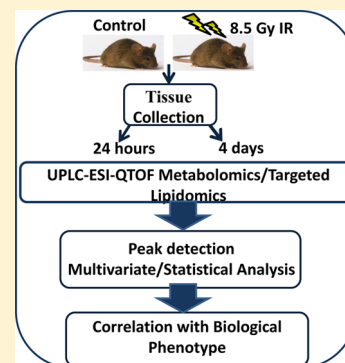 Control 8.5 Gy IR
Tissue
Collection
24 hours 4 days
UPLC-ESI-QTOF Metabolomics/Targeted
Lipidomics
Peak detection
Multivariate/Statistical Analysis
Correlation with Biological
Phenotype